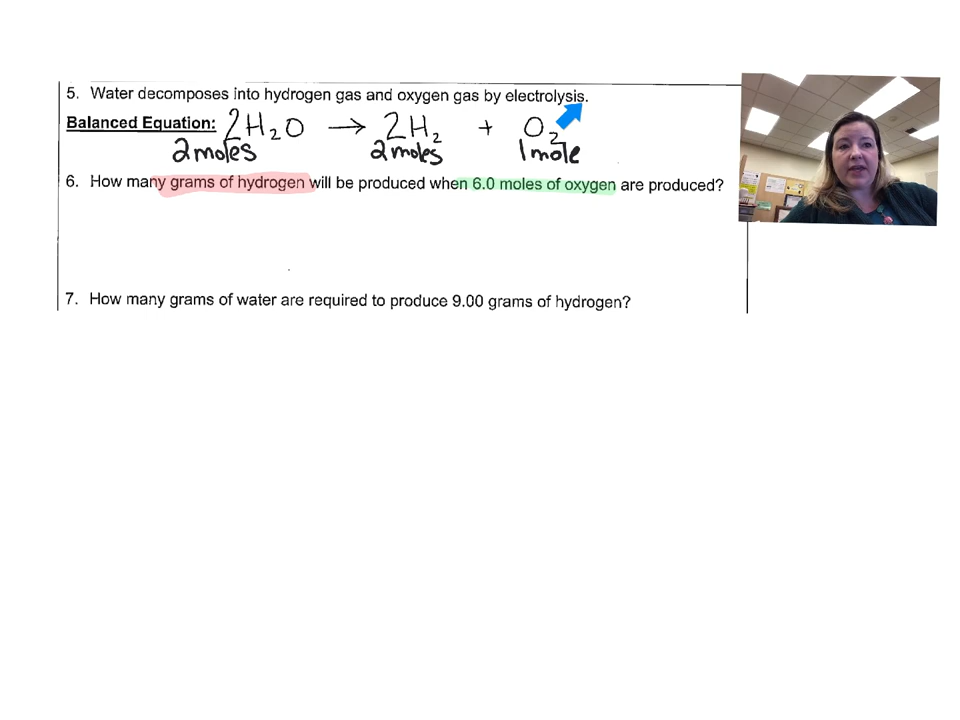 5. Water decomposes into hydrogen gas and oxygen gas by electrolysis.
Balanced Equation: 2H₂O → 2H₂ + O₂
2 moles 2 moles 1 mole
6. How many grams of hydrogen will be produced when 6.0 moles of oxygen are produced?
7. How many grams of water are required to produce 9.00 grams of hydrogen?